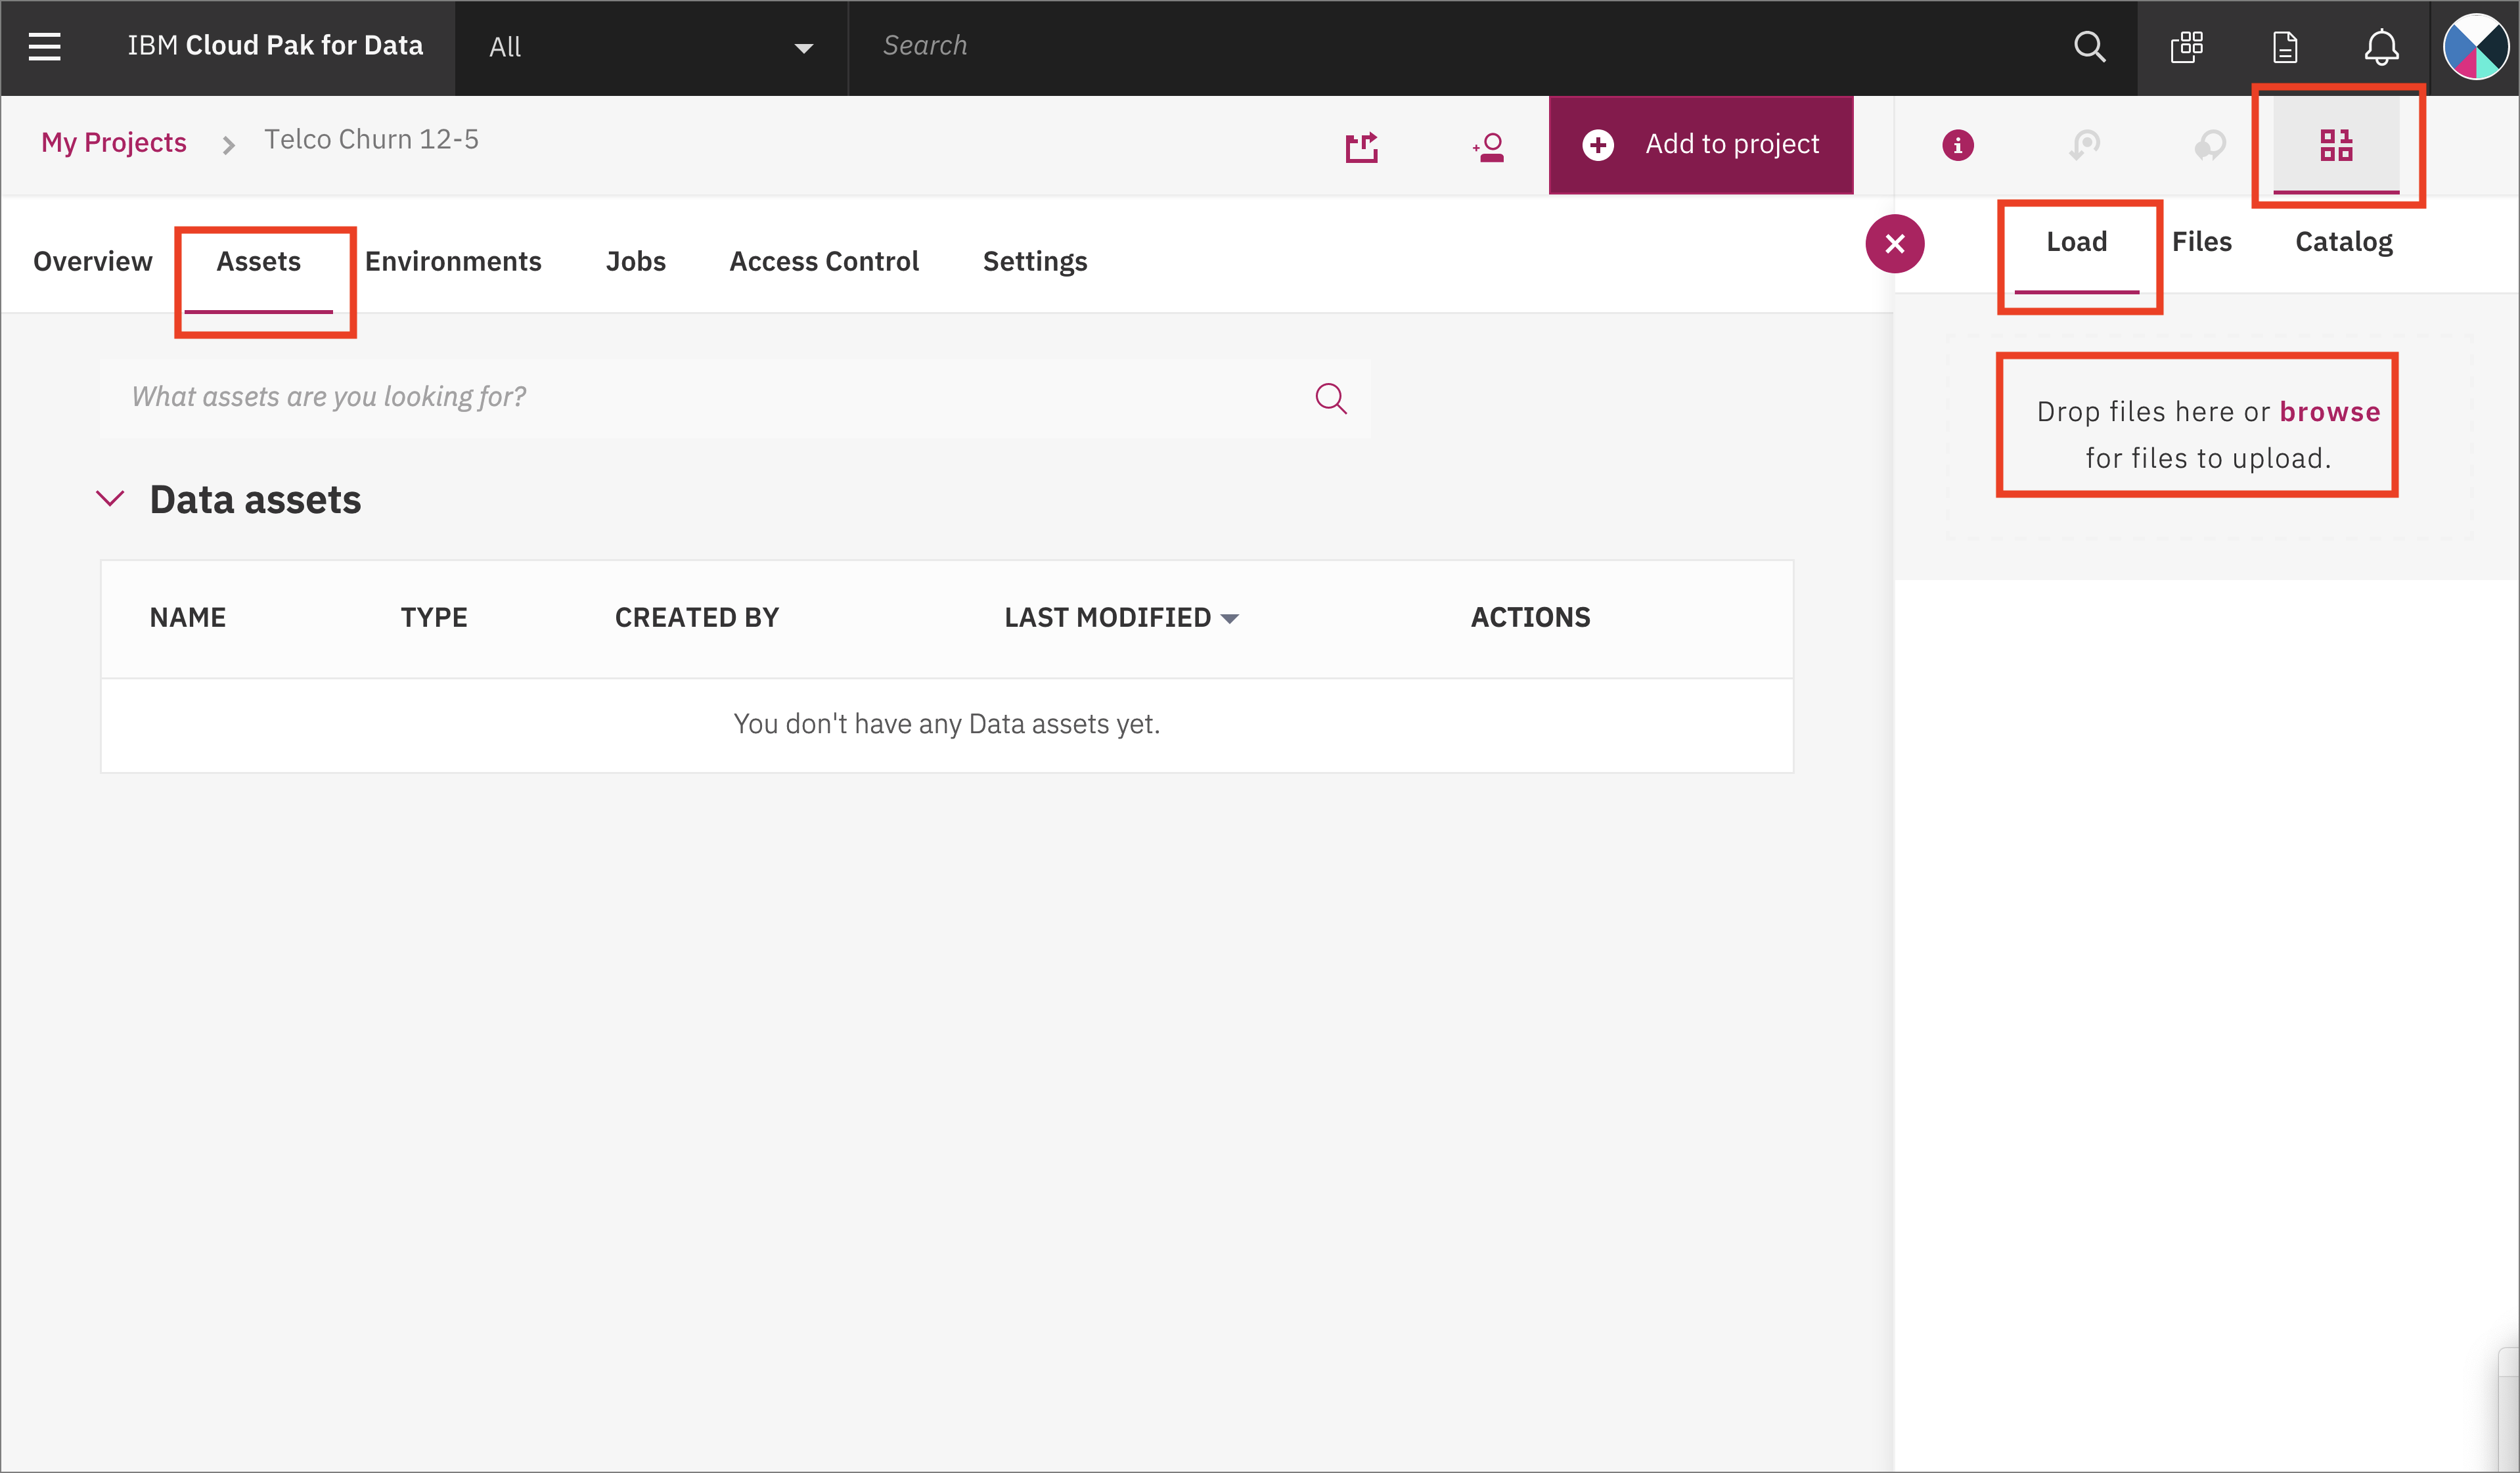 IBM Cloud Pak for Data
All
Search
My Projects
Telco Churn 12-5
Add to project
Overview
Assets
Environments
Jobs
Access Control
Settings
Load
Files
Catalog
What assets are you looking for?
Drop files here or browse
for files to upload.
Data assets
NAME
TYPE
CREATED BY
LAST MODIFIED
ACTIONS
You don't have any Data assets yet.